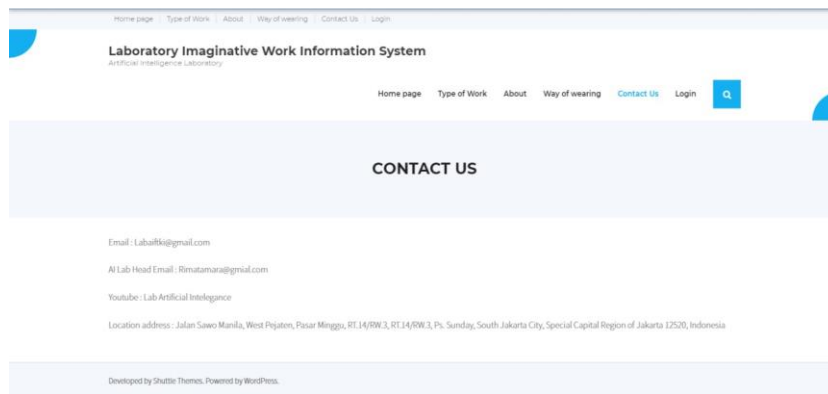 Home page | Type of Work | About | Way of weering | Contact Us | Login
Laboratory Imaginative Work Information System
Artificial Intelligence Laboratory
Home page Type of Work About Way of wearing Contact Us Login
CONTACT US
Email : Labaiftki@gmail.com
AI Lab Head Email : Rimatamara@gmial.com
Youtube : Lab Artificial Intelegance
Location address : Jalan Sawo Manila, West Pejaten, Pasar Minggu, RT.14/RW.3, RT.14/RW.3, Ps. Sunday, South Jakarta City, Special Capital Region of Jakarta 12520, Indonesia
Developed by Shuttle Themes. Powered by WordPress.